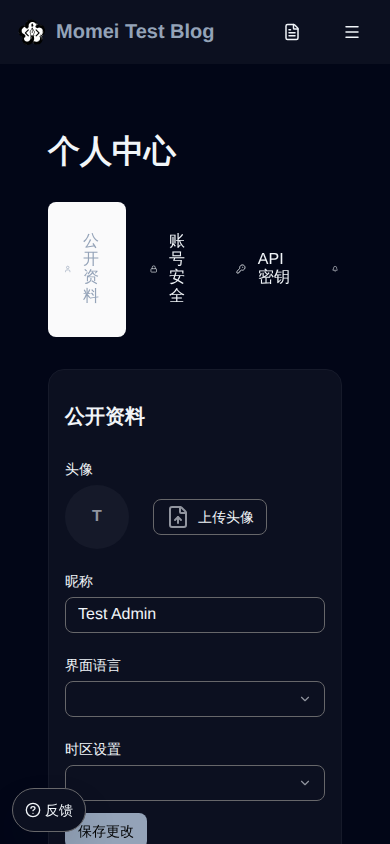 Momei Test Blog
个人中心
公
开
资
料
账
号
安
全
API
密钥
公开资料
头像
T
上传头像
昵称
Test Admin
界面语言
时区设置
反馈
保存更改